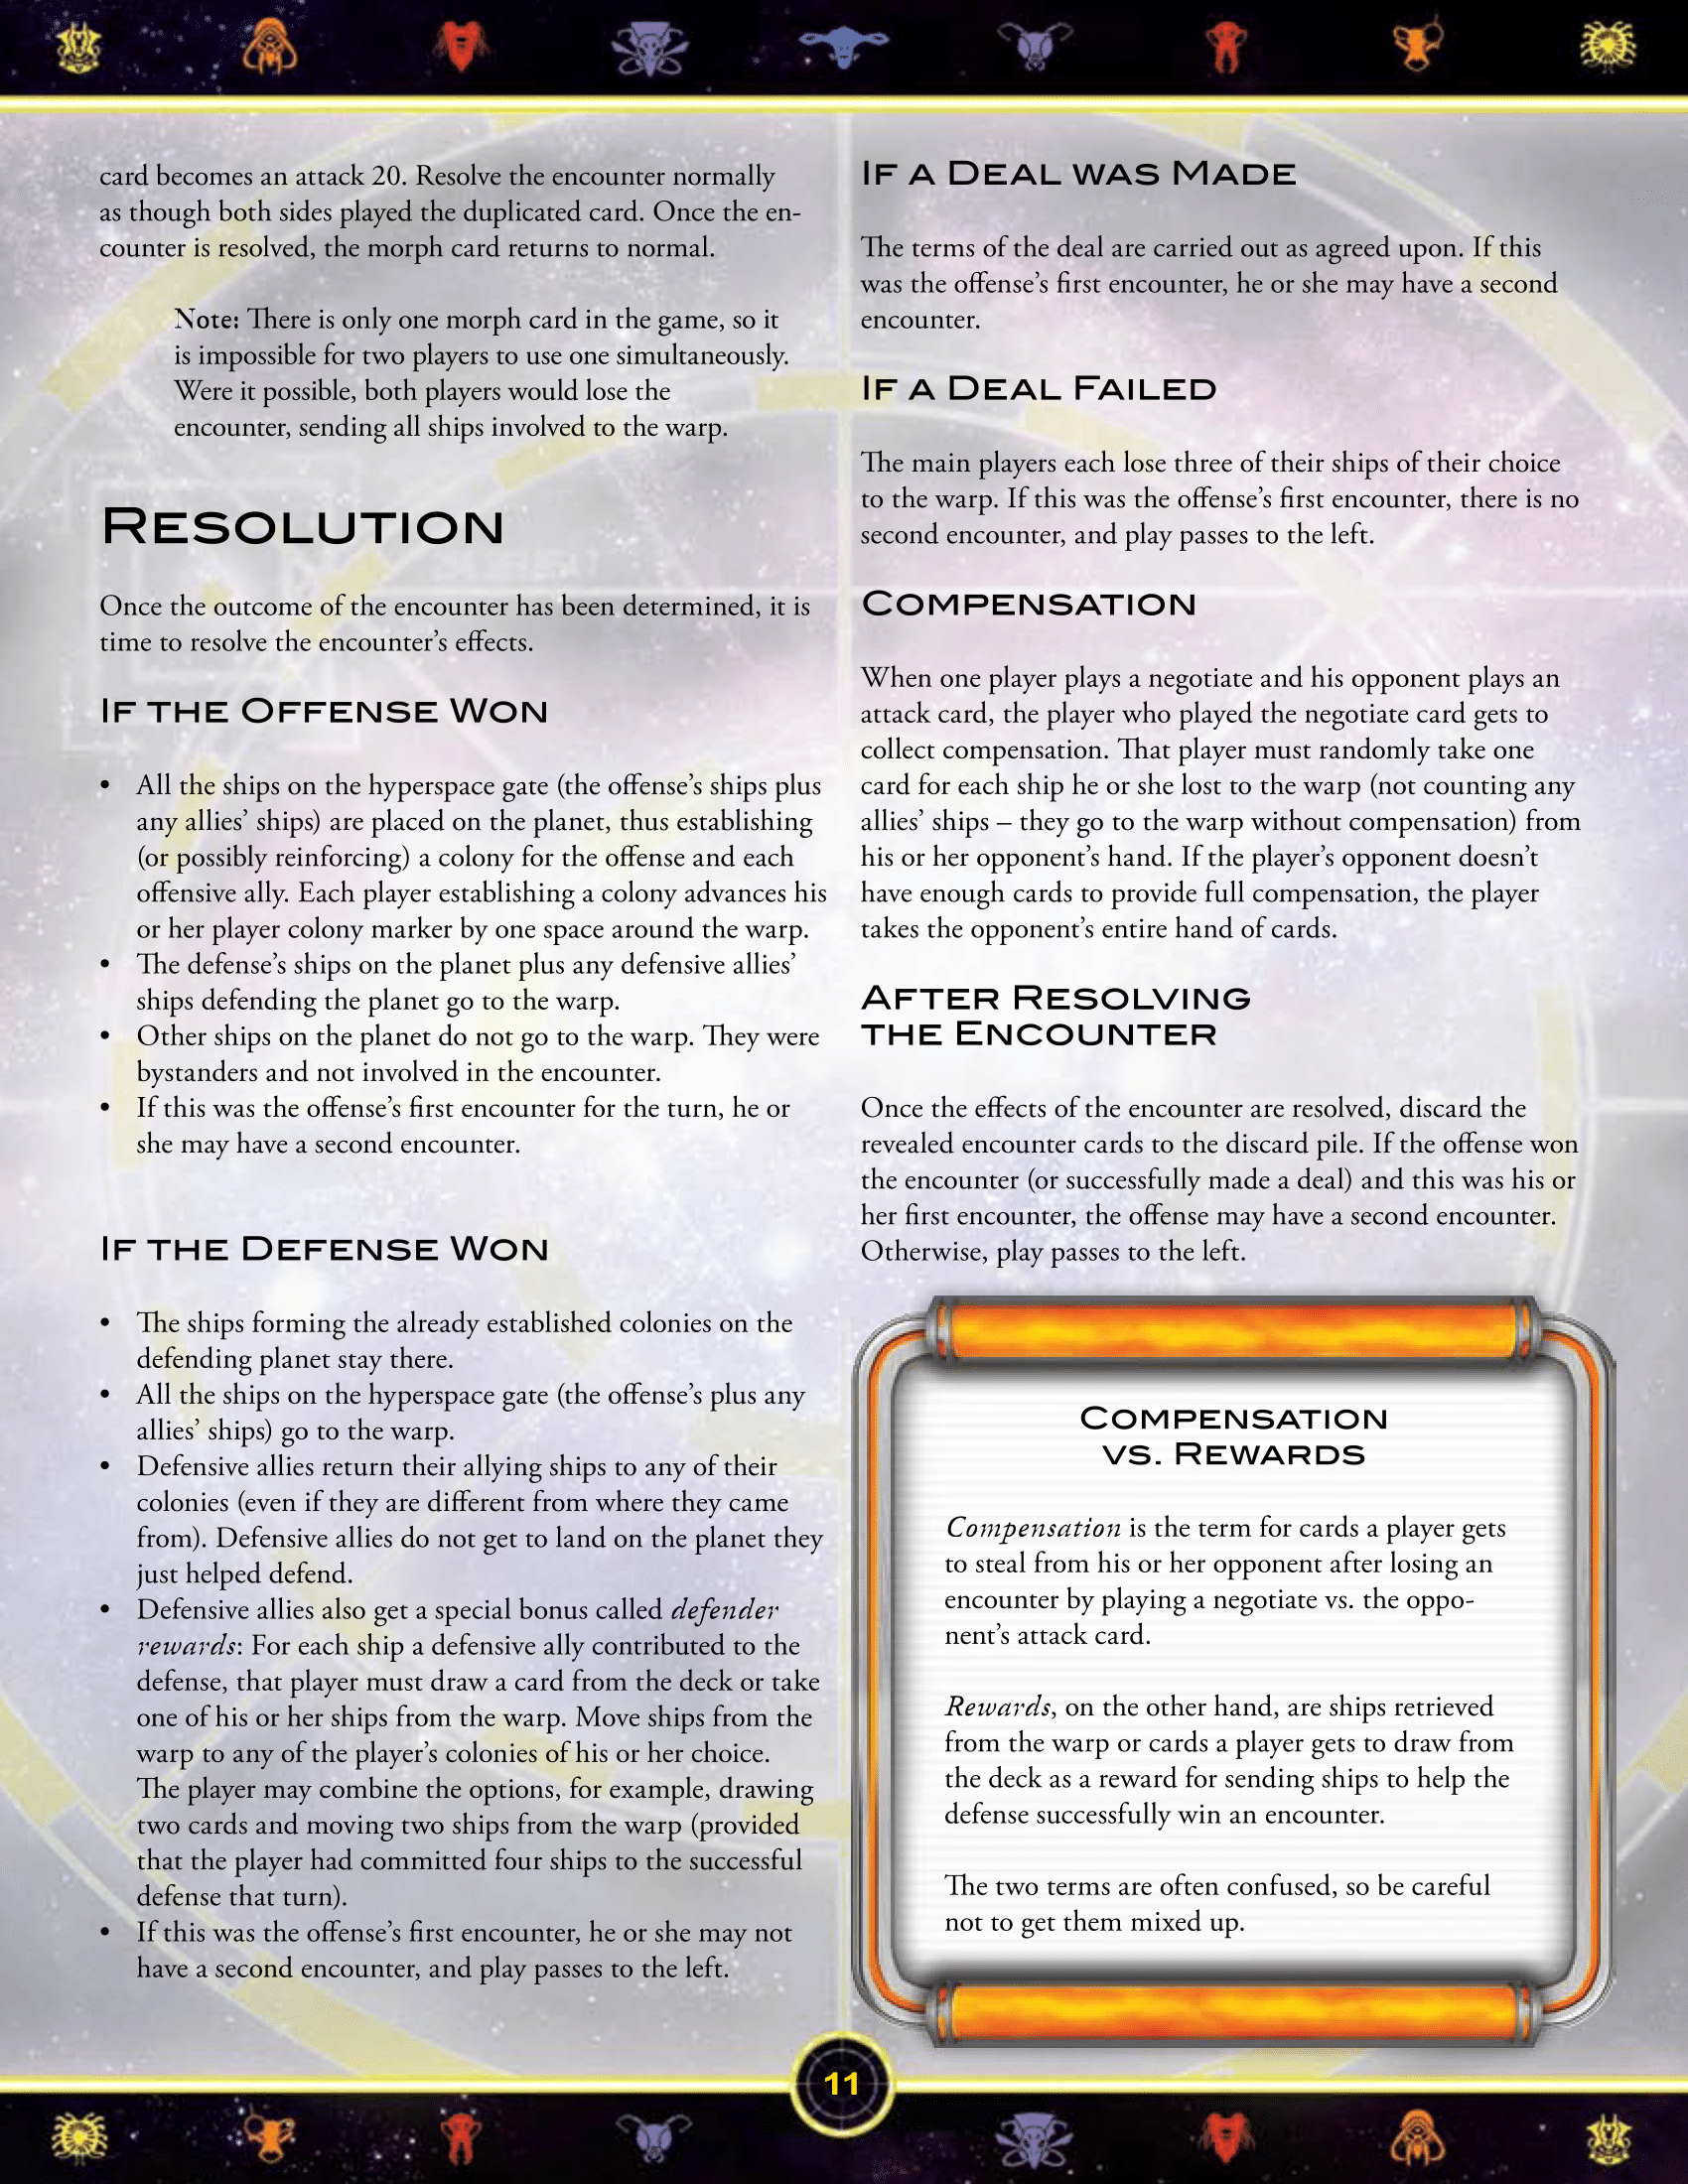 card becomes an attack 20. Resolve the encounter normally
as though both sides played the duplicated card. Once the en-
counter is resolved, the morph card returns to normal.
Note: There is only one morph card in the game, so it
is impossible for two players to use one simultaneously.
Were it possible, both players would lose the
encounter, sending all ships involved to the warp.
Resolution
Once the outcome of the encounter has been determined, it is
time to resolve the encounter’s effects.
If the Offense Won
• All the ships on the hyperspace gate (the offense’s ships plus
any allies’ ships) are placed on the planet, thus establishing
(or possibly reinforcing) a colony for the offense and each
offensive ally. Each player establishing a colony advances his
or her player colony marker by one space around the warp.
• The defense’s ships on the planet plus any defensive allies’
ships defending the planet go to the warp.
• Other ships on the planet do not go to the warp. They were
bystanders and not involved in the encounter.
• If this was the offense’s first encounter for the turn, he or
she may have a second encounter.
If the Defense Won
• The ships forming the already established colonies on the
defending planet stay there.
• All the ships on the hyperspace gate (the offense’s plus any
allies’ ships) go to the warp.
• Defensive allies return their allying ships to any of their
colonies (even if they are different from where they came
from). Defensive allies do not get to land on the planet they
just helped defend.
• Defensive allies also get a special bonus called defender
rewards: For each ship a defensive ally contributed to the
defense, that player must draw a card from the deck or take
one of his or her ships from the warp. Move ships from the
warp to any of the player’s colonies of his or her choice.
The player may combine the options, for example, drawing
two cards and moving two ships from the warp (provided
that the player had committed four ships to the successful
defense that turn).
• If this was the offense’s first encounter, he or she may not
have a second encounter, and play passes to the left.
If a Deal was Made
The terms of the deal are carried out as agreed upon. If this
was the offense’s first encounter, he or she may have a second
encounter.
If a Deal Failed
The main players each lose three of their ships of their choice
to the warp. If this was the offense’s first encounter, there is no
second encounter, and play passes to the left.
Compensation
When one player plays a negotiate and his opponent plays an
attack card, the player who played the negotiate card gets to
collect compensation. That player must randomly take one
card for each ship he or she lost to the warp (not counting any
allies’ ships – they go to the warp without compensation) from
his or her opponent’s hand. If the player’s opponent doesn’t
have enough cards to provide full compensation, the player
takes the opponent’s entire hand of cards.
After Resolving
the Encounter
Once the effects of the encounter are resolved, discard the
revealed encounter cards to the discard pile. If the offense won
the encounter (or successfully made a deal) and this was his or
her first encounter, the offense may have a second encounter.
Otherwise, play passes to the left.
Compensation
vs. Rewards
Compensation is the term for cards a player gets
to steal from his or her opponent after losing an
encounter by playing a negotiate vs. the oppo-
nent’s attack card.
Rewards, on the other hand, are ships retrieved
from the warp or cards a player gets to draw from
the deck as a reward for sending ships to help the
defense successfully win an encounter.
The two terms are often confused, so be careful
not to get them mixed up.
11